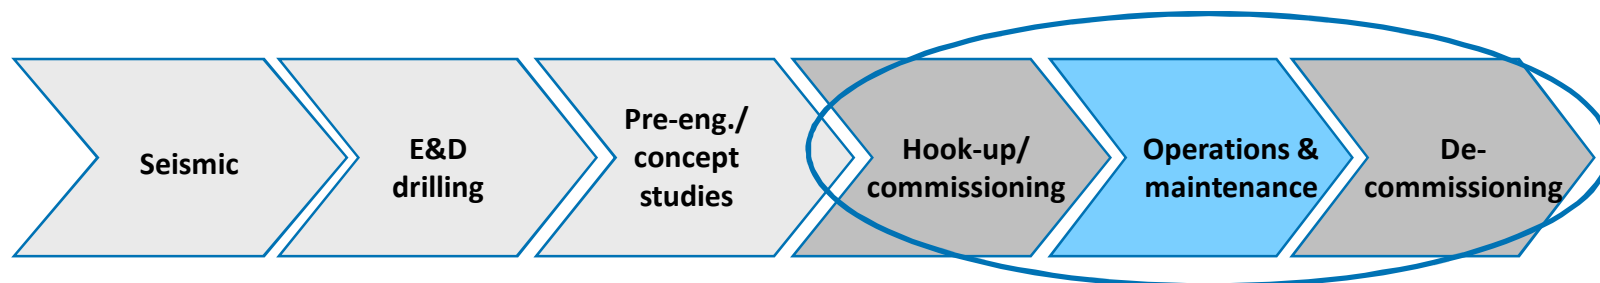 Seismic
E&D
drilling
Pre-eng./
concept
studies
Hook-up/
commissioning
Operations &
maintenance
De-
commissioning